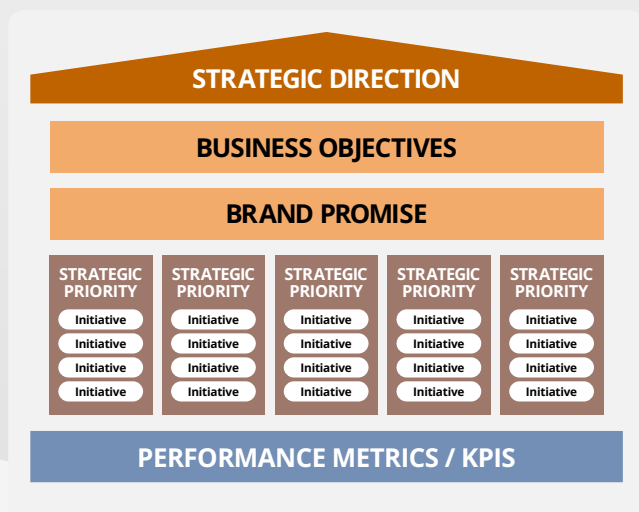 STRATEGIC DIRECTION
BUSINESS OBJECTIVES
BRAND PROMISE
STRATEGIC
PRIORITY
Initiative
Initiative
Initiative
Initiative
STRATEGIC
PRIORITY
Initiative
Initiative
Initiative
Initiative
STRATEGIC
PRIORITY
Initiative
Initiative
Initiative
Initiative
STRATEGIC
PRIORITY
Initiative
Initiative
Initiative
Initiative
STRATEGIC
PRIORITY
Initiative
Initiative
Initiative
Initiative
PERFORMANCE METRICS / KPIS